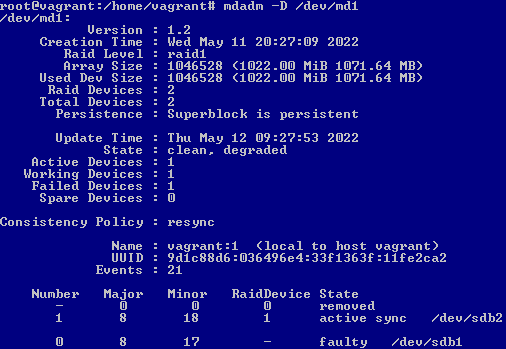 root@vagrant:/home/vagrant# mdadm -D /dev/md1
/dev/md1:
Version : 1.2
Creation Time : Wed May 11 20:27:09 2022
Raid Level : raid1
Array Size : 1046528 (1022.00 MiB 1071.64 MB)
Used Dev Size : 1046528 (1022.00 MiB 1071.64 MB)
Raid Devices : 2
Total Devices : 2
Persistence : Superblock is persistent
Update Time : Thu May 12 09:27:53 2022
State : clean, degraded
Active Devices : 1
Working Devices : 1
Failed Devices : 1
Spare Devices : 0
Consistency Policy : resync
Name : vagrant:1 (local to host vagrant)
UUID : 9d1c88d6:036496e4:33f1363f:11fe2ca2
Events : 21
Number Major Minor RaidDevice State
- 0 0 0 removed
1 8 18 1 active sync /dev/sdb2
0 8 17 - faulty /dev/sdb1